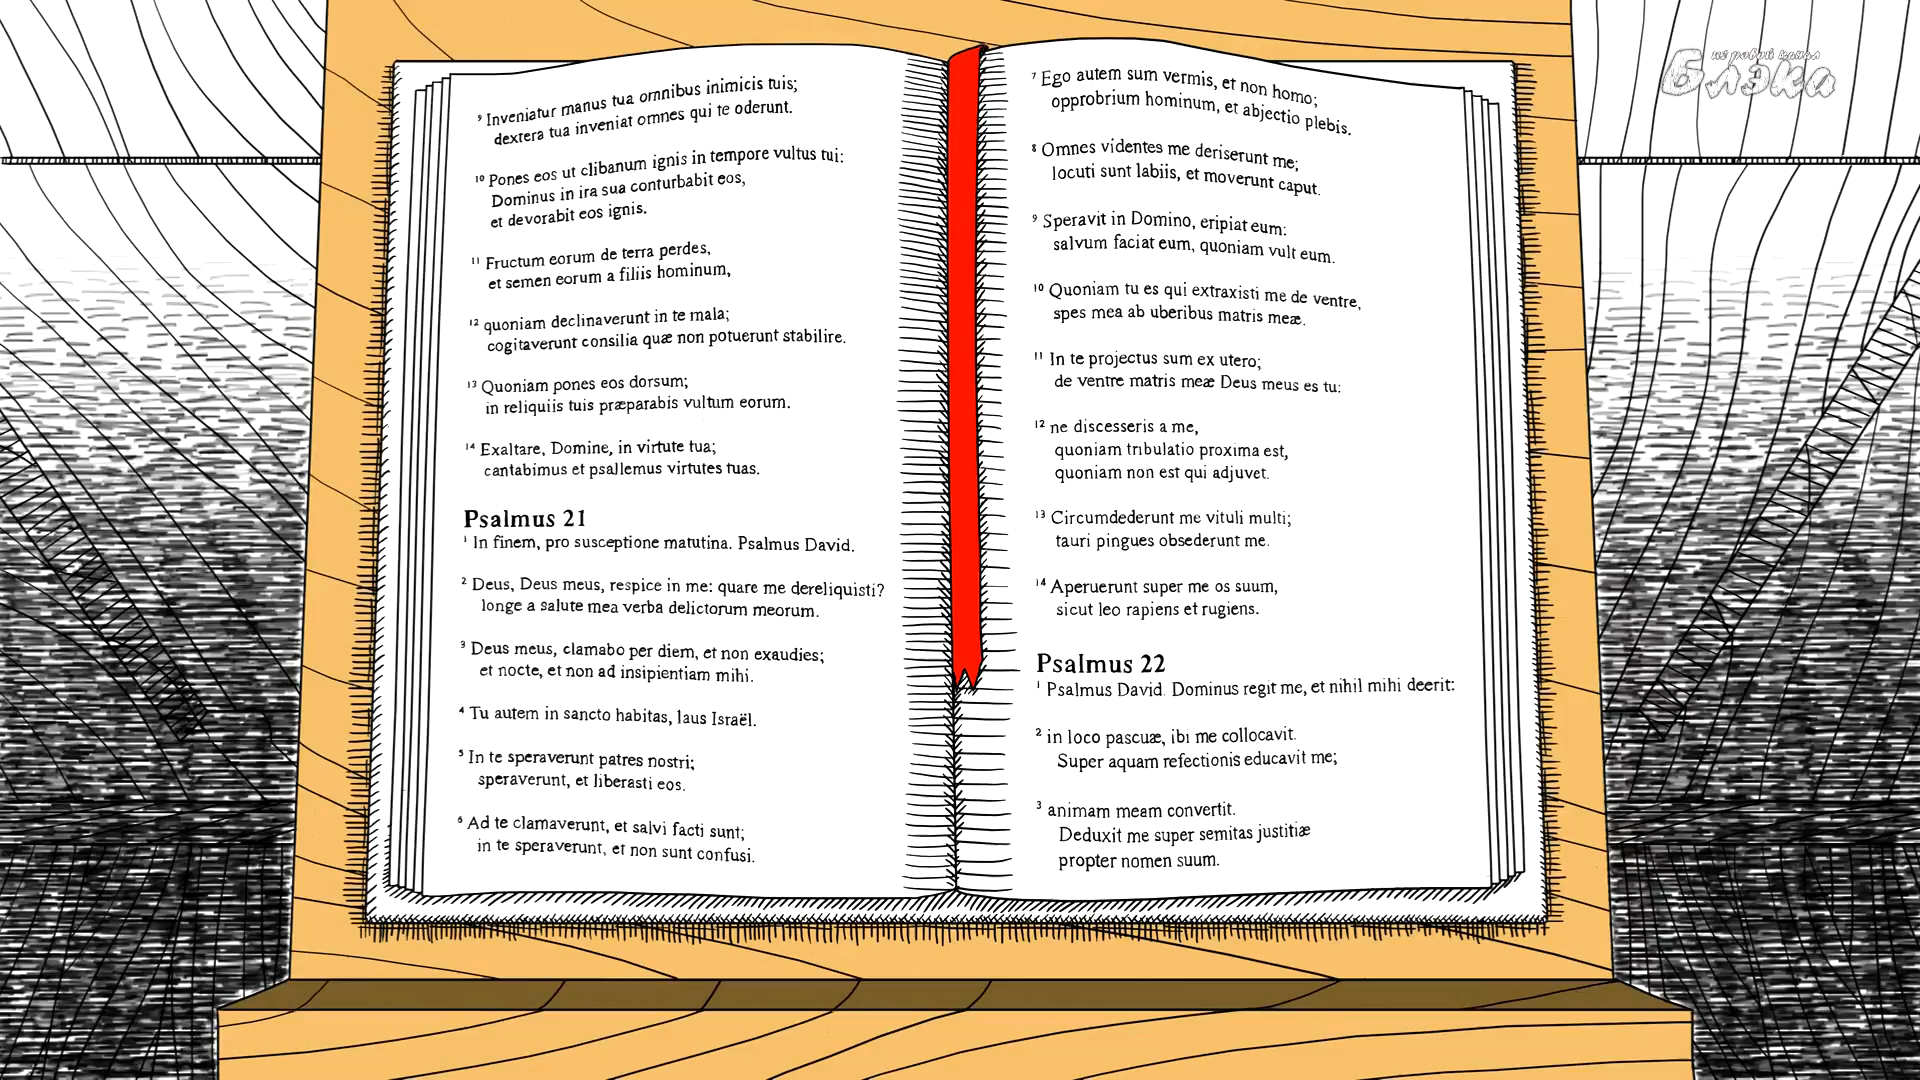 ⁹ Inveniatur manus tua omnibus inimicis tuis;
dextera tua inveniat omnes qui te oderunt.
¹⁰ Pones eos ut clibanum ignis in tempore vultus tui:
Dominus in ira sua conturbabit eos,
et devorabit eos ignis.
¹¹ Fructum eorum de terra perdes,
et semen eorum a filiis hominum,
¹² quoniam declinaverunt in te mala;
cogitaverunt consilia quæ non potuerunt stabilire.
¹³ Quoniam pones eos dorsum;
in reliquiis tuis præparabis vultum eorum.
¹⁴ Exaltare, Domine, in virtute tua;
cantabimus et psallemus virtutes tuas.
Psalmus 21
¹ In finem, pro susceptione matutina. Psalmus David.
² Deus, Deus meus, respice in me: quare me dereliquisti?
longe a salute mea verba delictorum meorum.
³ Deus meus, clamabo per diem, et non exaudies;
et nocte, et non ad insipientiam mihi.
⁴ Tu autem in sancto habitas, laus Israël.
⁵ In te speraverunt patres nostri;
speraverunt, et liberasti eos.
⁶ Ad te clamaverunt, et salvi facti sunt;
in te speraverunt, et non sunt confusi.
⁷ Ego autem sum vermis, et non homo;
opprobrium hominum, et abjectio plebis.
⁸ Omnes videntes me deriserunt me;
locuti sunt labiis, et moverunt caput.
⁹ Speravit in Domino, eripiat eum:
salvum faciat eum, quoniam vult eum.
¹⁰ Quoniam tu es qui extraxisti me de ventre,
spes mea ab uberibus matris meæ.
¹¹ In te projectus sum ex utero;
de ventre matris meæ Deus meus es tu:
¹² ne discesseris a me,
quoniam tribulatio proxima est,
quoniam non est qui adjuvet.
¹³ Circumdederunt me vituli multi;
tauri pingues obsederunt me.
¹⁴ Aperuerunt super me os suum,
sicut leo rapiens et rugiens.
Psalmus 22
¹ Psalmus David. Dominus regit me, et nihil mihi deerit:
² in loco pascuæ, ibi me collocavit.
Super aquam refectionis educavit me;
³ animam meam convertit.
Deduxit me super semitas justitiæ
propter nomen suum.
игровой канал
Блэка